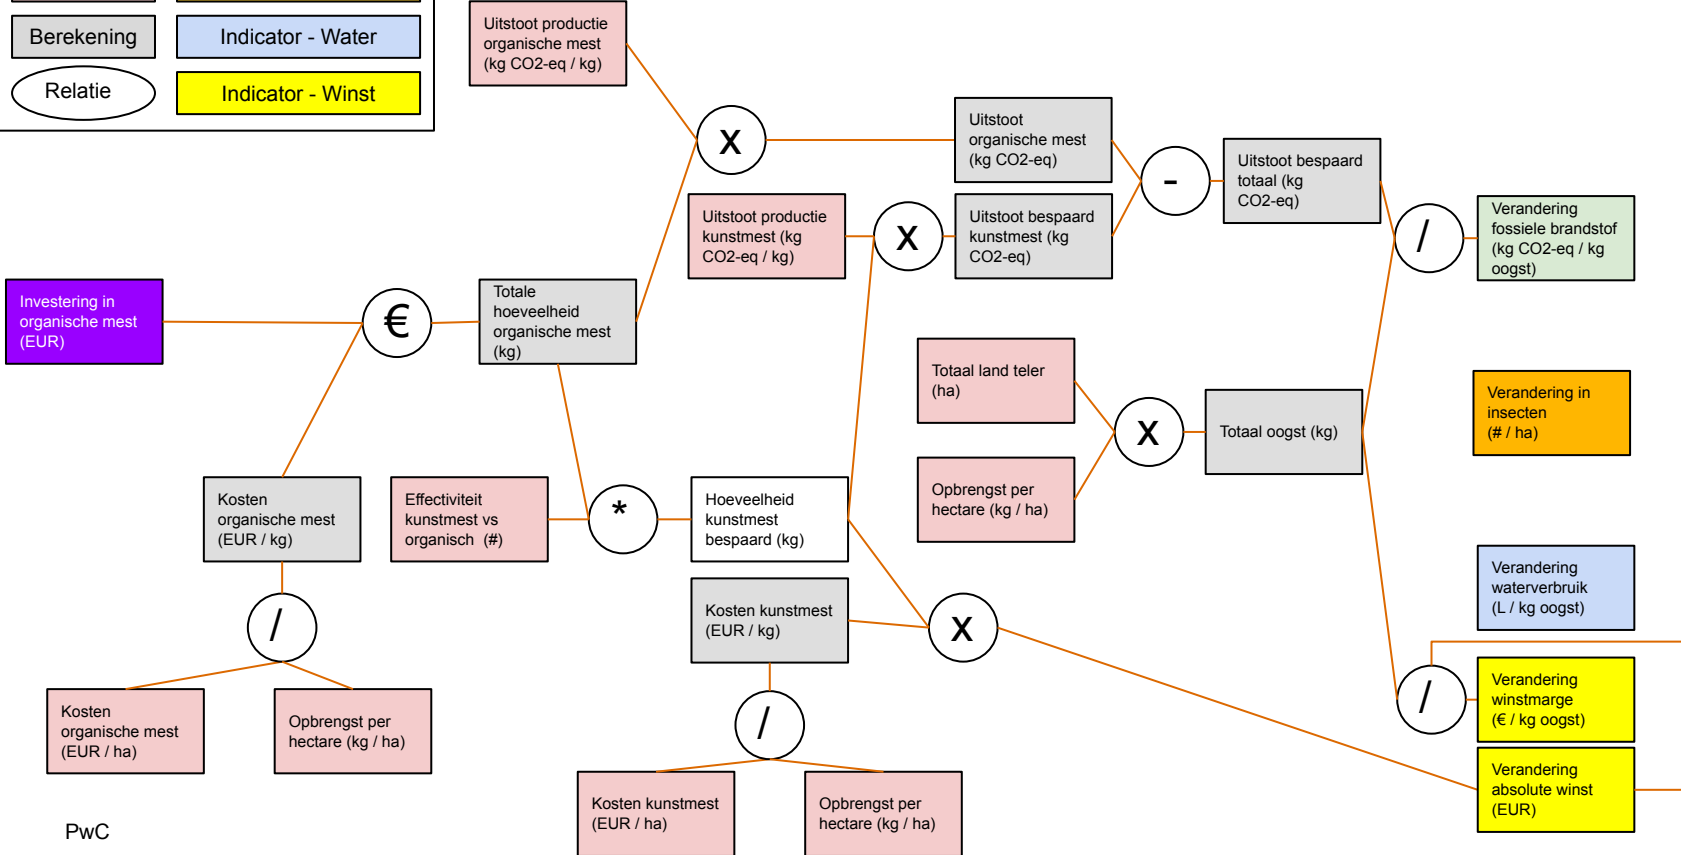 Berekening
Indicator - Water
Relatie
Indicator - Winst
Uitstoot productie
organische mest
(kg CO2-eq / kg)
X
Uitstoot
organische mest
(kg CO2-eq)
-
Uitstoot bespaard
totaal (kg
CO2-eq)
Uitstoot productie
kunstmest (kg
CO2-eq / kg)
X
Uitstoot bespaard
kunstmest (kg
CO2-eq)
/
Verandering
fossiele brandstof
(kg CO2-eq / kg
oogst)
Investering in
organische mest
(EUR)
€
Totale
hoeveelheid
organische mest
(kg)
Totaal land teler
(ha)
X
Totaal oogst (kg)
Verandering in
insecten
(# / ha)
Opbrengst per
hectare (kg / ha)
Kosten
organische mest
(EUR / kg)
Effectiviteit
kunstmest vs
organisch  (#)
*
Hoeveelheid
kunstmest
bespaard (kg)
Verandering
waterverbruik
(L / kg oogst)
/
Kosten kunstmest
(EUR / kg)
X
/
Verandering
winstmarge
(€ / kg oogst)
Kosten
organische mest
(EUR / ha)
Opbrengst per
hectare (kg / ha)
/
Verandering
absolute winst
(EUR)
Kosten kunstmest
(EUR / ha)
Opbrengst per
hectare (kg / ha)
PwC